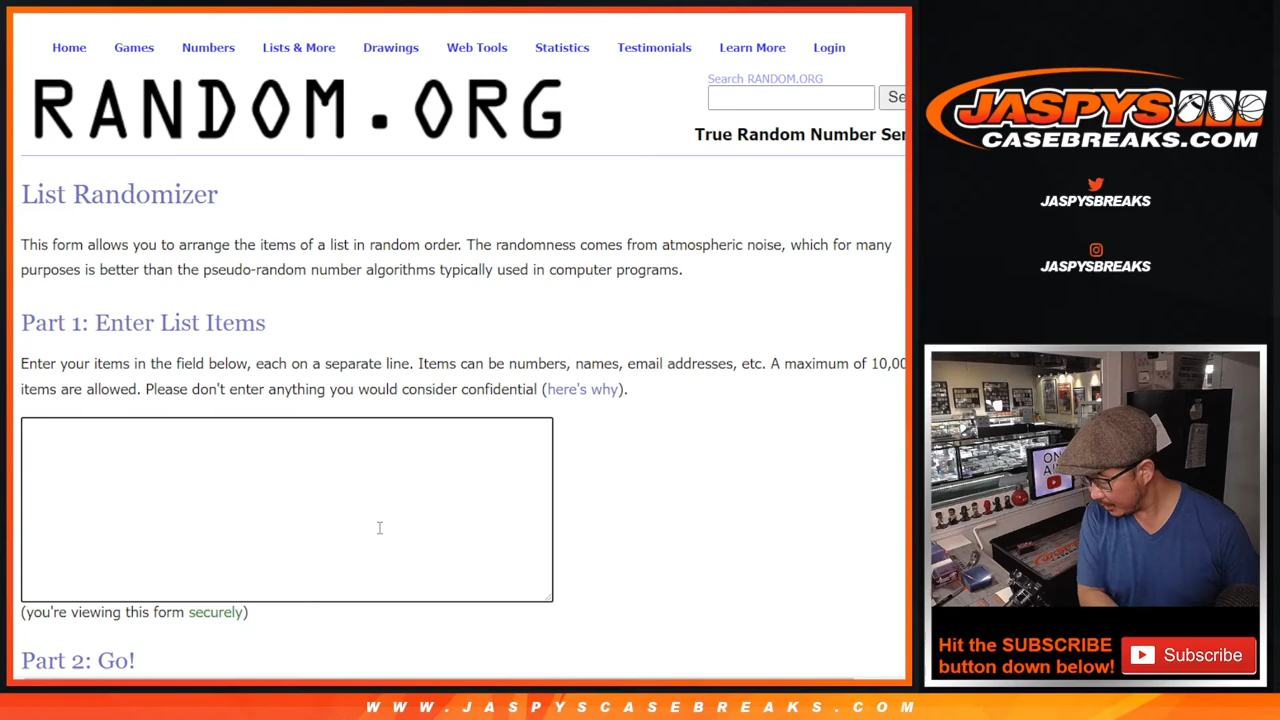 Home Games Numbers Lists & More Drawings Web Tools Statistics Testimonials Learn More Login
RANDOM.ORG
Search RANDOM.ORG
Se
True Random Number Ser
List Randomizer
This form allows you to arrange the items of a list in random order. The randomness comes from atmospheric noise, which for many
purposes is better than the pseudo-random number algorithms typically used in computer programs.
Part 1: Enter List Items
Enter your items in the field below, each on a separate line. Items can be numbers, names, email addresses, etc. A maximum of 10,00
items are allowed. Please don't enter anything you would consider confidential (here's why).
(you're viewing this form securely)
Part 2: Go!
JASPYS
CASEBREAKS.COM
JASPYSBREAKS
JASPYSBREAKS
ON
AI
Hit the SUBSCRIBE
button down below!
Subscribe
WWW.JASPYSCASEBREAKS.COM